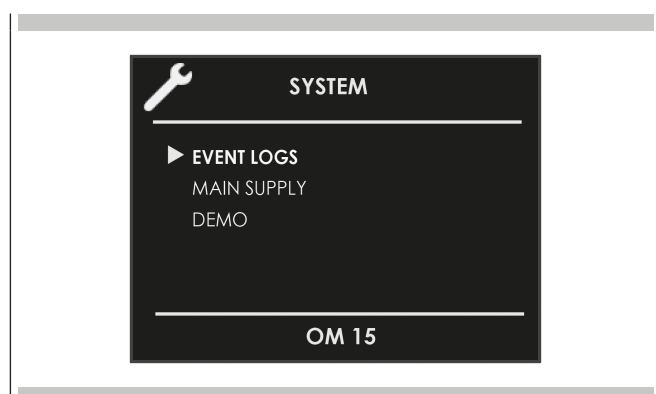 SYSTEM
EVENT LOGS
MAIN SUPPLY
DEMO
OM 15